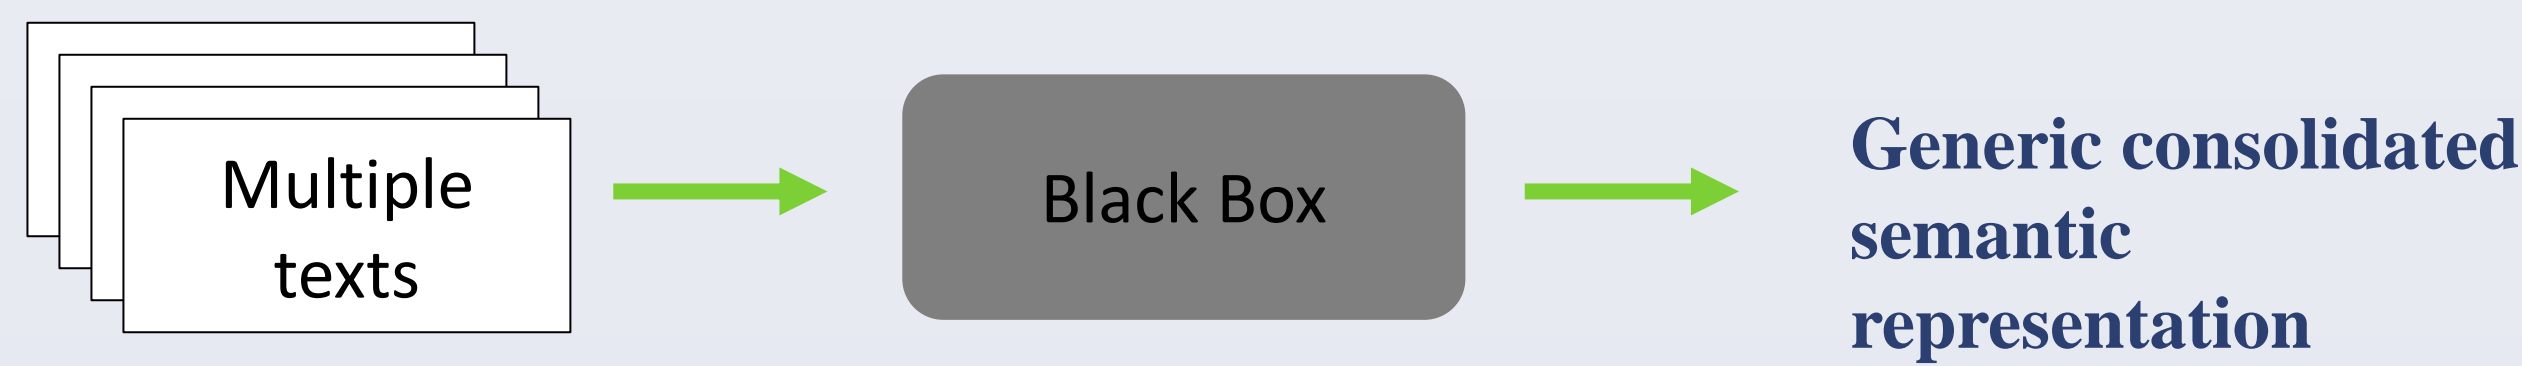 Multiple
texts
Black Box
Generic consolidated
semantic
representation